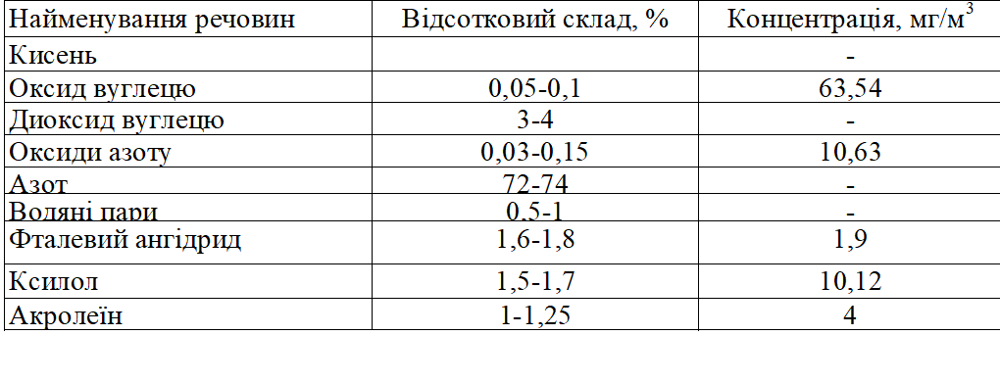 Найменування речовин Відсотковий склад, % Концентрація, мг/м³
Кисень -
Оксид вуглецю 0,05-0,1 63,54
Диоксид вуглецю 3-4 -
Оксиди азоту 0,03-0,15 10,63
Азот 72-74 -
Водяні пари 0,5-1 -
Фталевий ангідрид 1,6-1,8 1,9
Ксилол 1,5-1,7 10,12
Акролеїн 1-1,25 4